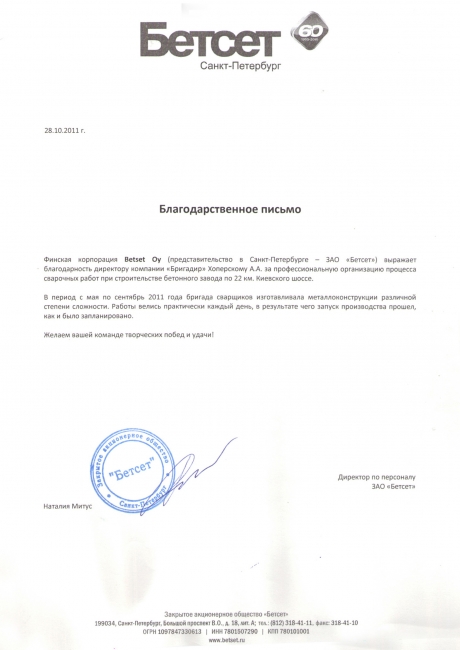 Бетсет
60
Санкт-Петербург
28.10.2011 г.
Благодарственное письмо
Финская корпорация Betset Oy (представительство в Санкт-Петербурге – ЗАО «Бетсет») выражает
благодарность директору компании «Бригадир» Хоперскому А.А. за профессиональную организацию процесса
сварочных работ при строительстве бетонного завода по 22 км. Киевского шоссе.
В период с мая по сентябрь 2011 года бригада сварщиков изготавливала металлоконструкции различной
степени сложности. Работы велись практически каждый день, в результате чего запуск производства прошел,
как и было запланировано.
Желаем вашей команде творческих побед и удачи!
Закрытое акционерное общество
"Бетсет"
Санкт-Петербург
Директор по персоналу
ЗАО «Бетсет»
Наталия Митус
Закрытое акционерное общество «Бетсет»
199034, Санкт-Петербург, Большой проспект В.О., д. 18, лит. А; тел.: (812) 318-41-11, факс: 318-41-10
ОГРН 1097847330613 | ИНН 7801507290 | КПП 780101001
www.betset.ru